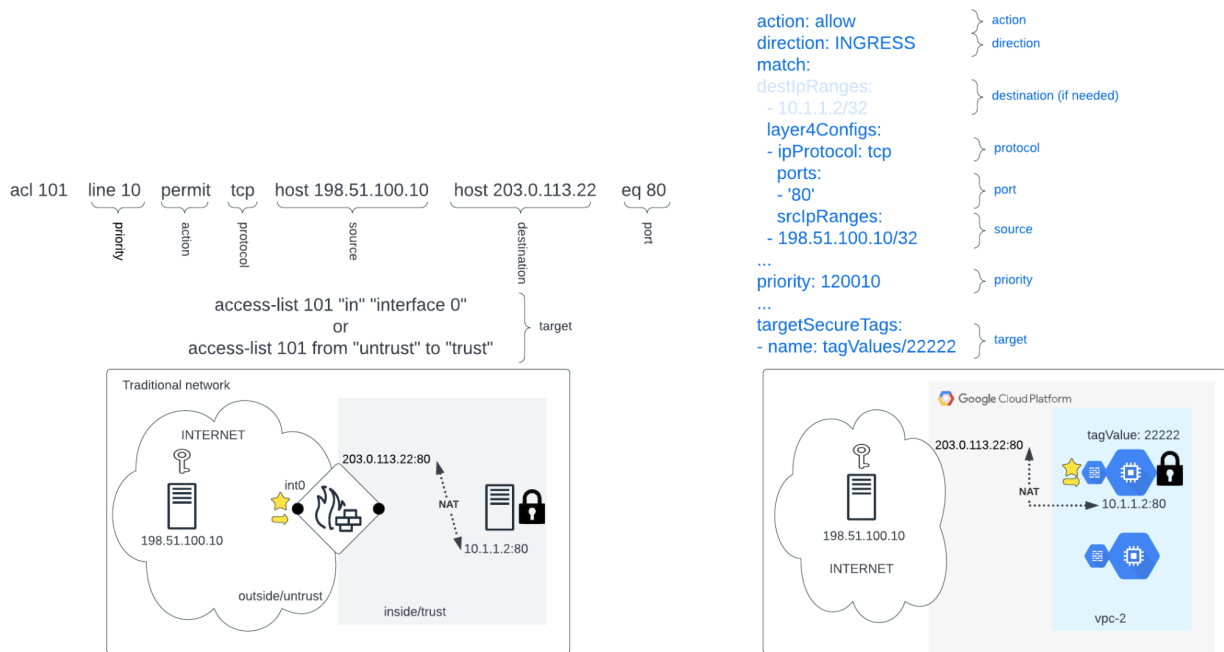 acl 101 line 10 permit tcp host 198.51.100.10 host 203.0.113.22 eq 80
priority
action
protocol
source
destination
port
access-list 101 "in" "interface 0"
or
access-list 101 from "untrust" to "trust"
target
Traditional network
INTERNET
198.51.100.10
int0
203.0.113.22:80
NAT
10.1.1.2:80
outside/untrust
inside/trust
action: allow
action
direction: INGRESS
direction
match:
destIpRanges:
- 10.1.1.2/32
destination (if needed)
layer4Configs:
- ipProtocol: tcp
protocol
ports:
- '80'
port
srcIpRanges:
- 198.51.100.10/32
source
...
priority: 120010
priority
...
targetSecureTags:
- name: tagValues/22222
target
Google Cloud Platform
203.0.113.22:80
tagValue: 22222
NAT
10.1.1.2:80
198.51.100.10
INTERNET
vpc-2